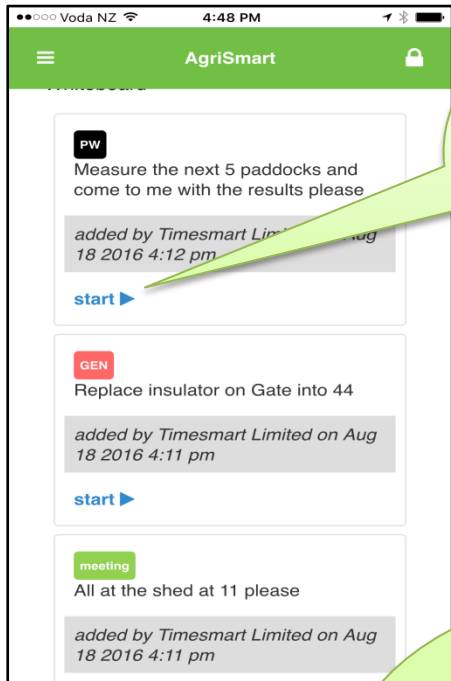 Voda NZ 4:48 PM
AgriSmart
PW
Measure the next 5 paddocks and
come to me with the results please
added by Timesmart Limited on Aug
18 2016 4:12 pm
start
GEN
Replace insulator on Gate into 44
added by Timesmart Limited on Aug
18 2016 4:11 pm
start
meeting
All at the shed at 11 please
added by Timesmart Limited on Aug
18 2016 4:11 pm